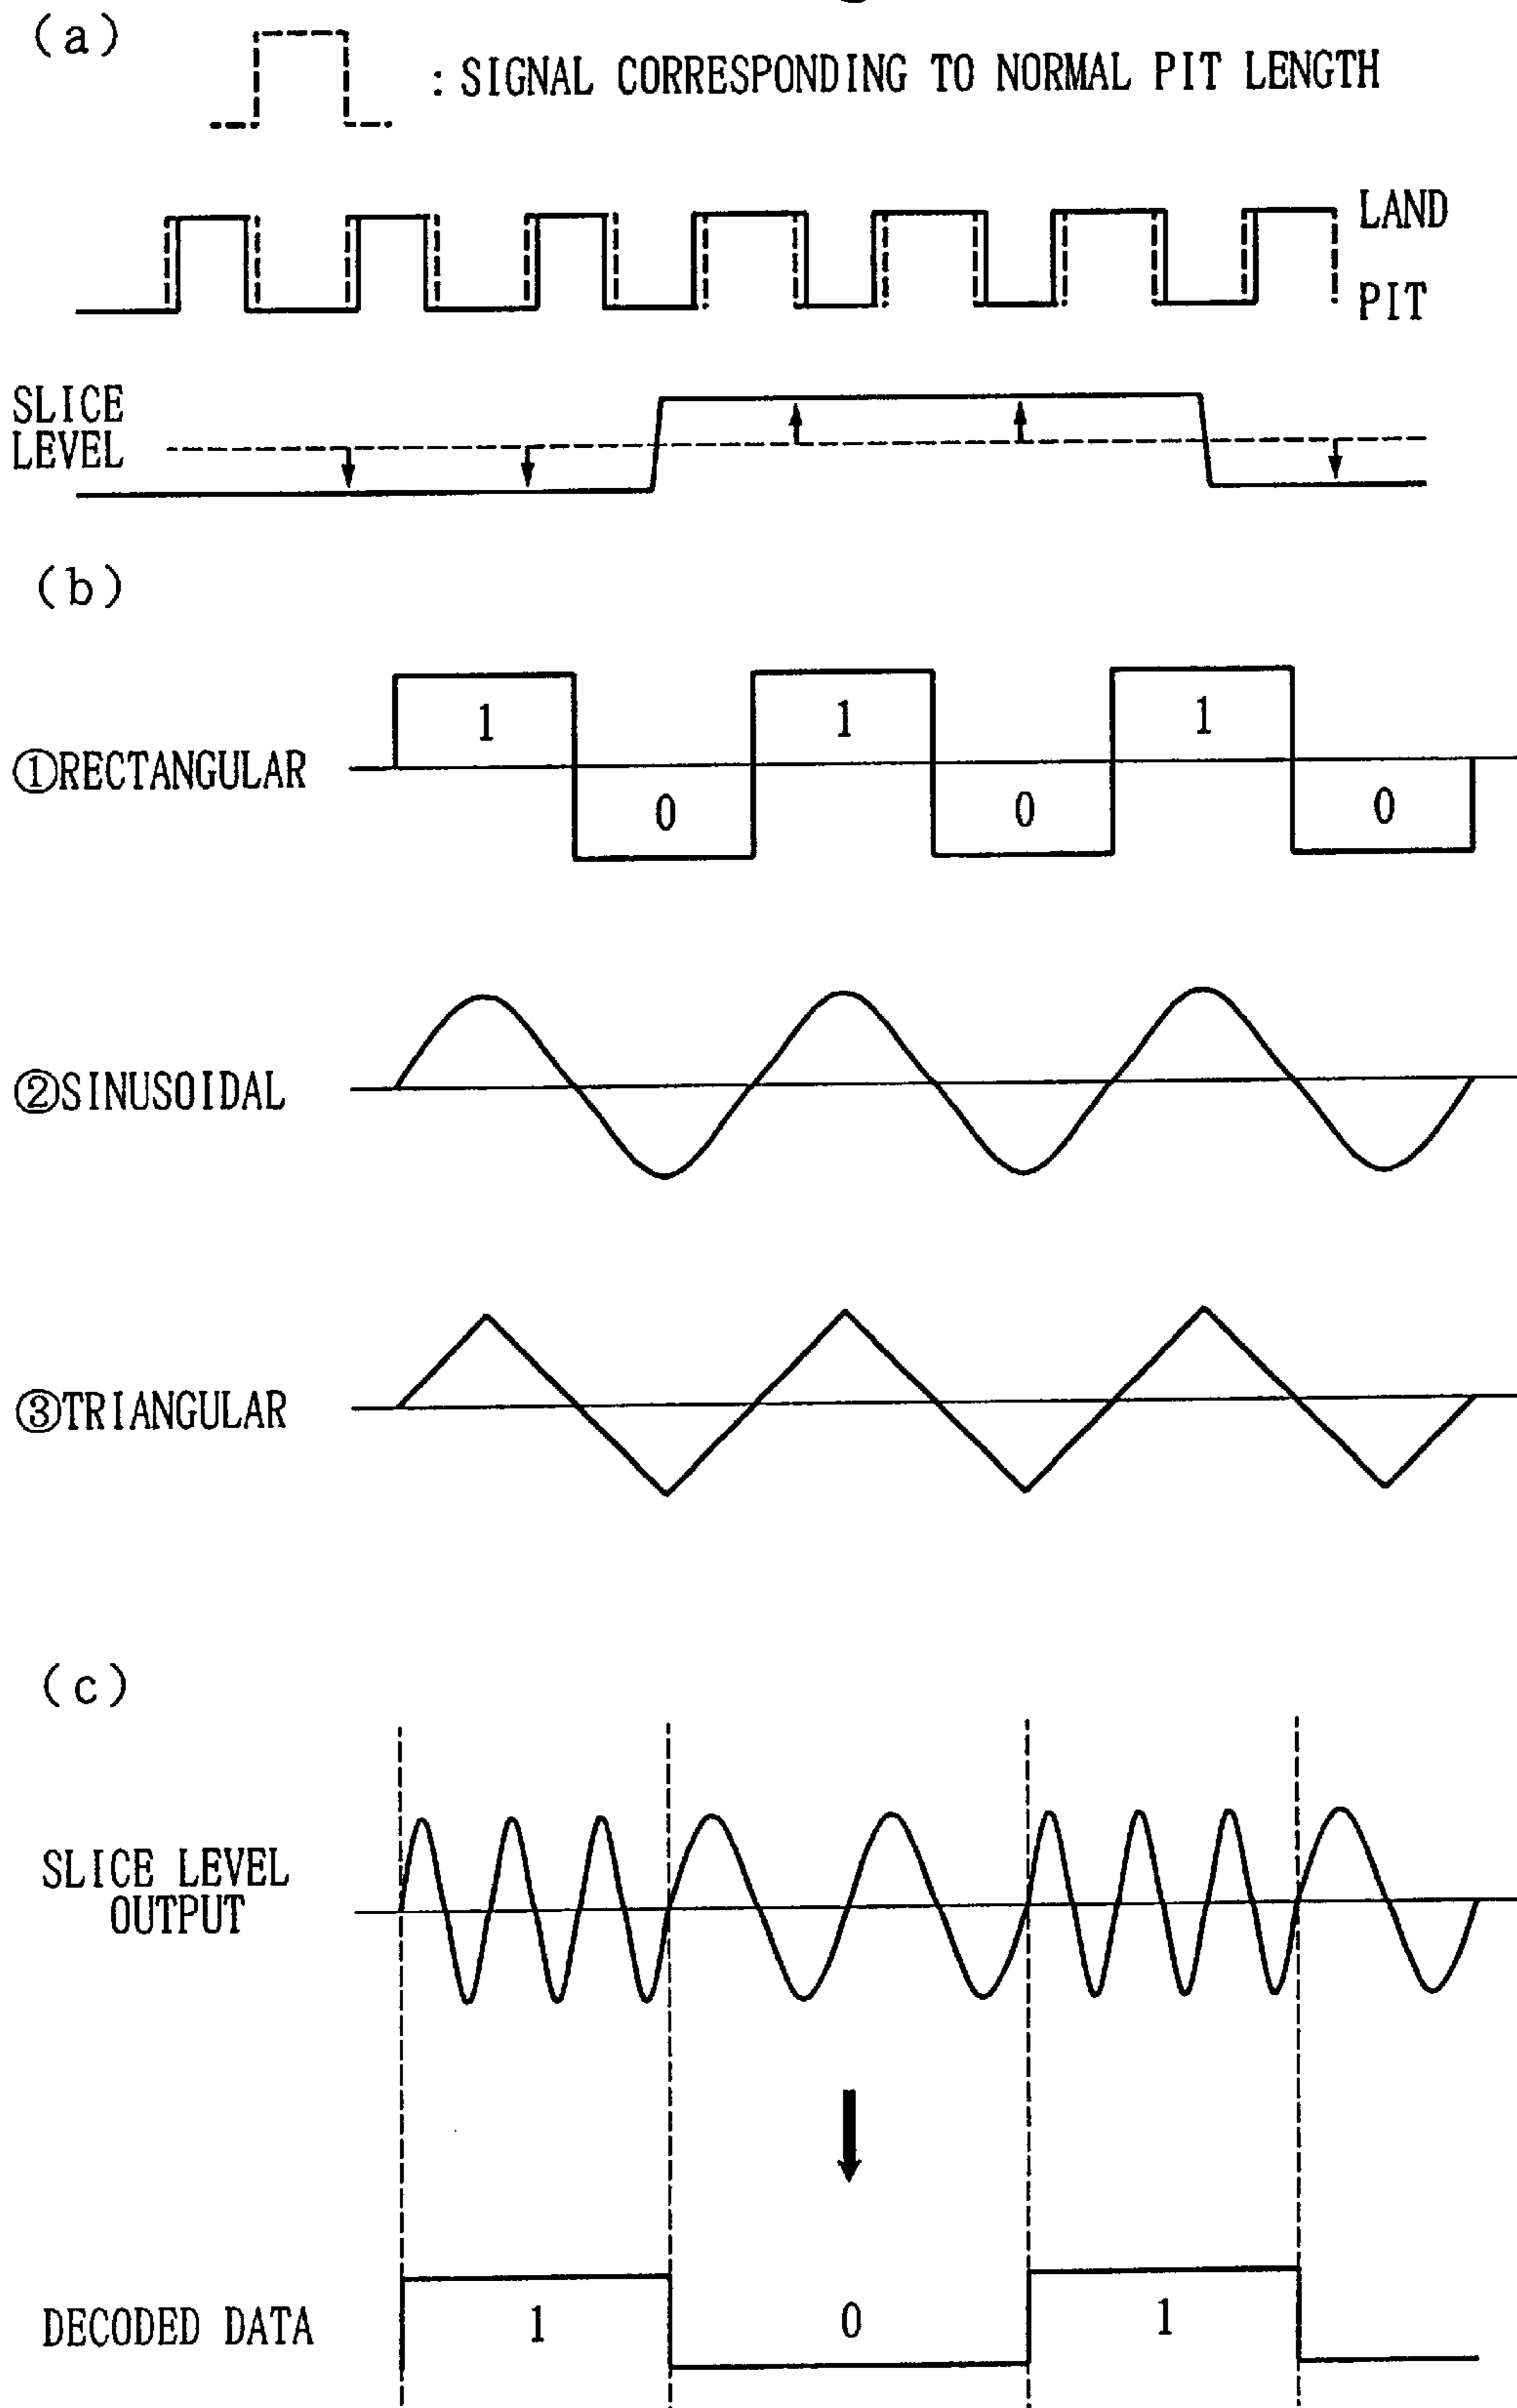 (a)
: SIGNAL CORRESPONDING TO NORMAL PIT LENGTH
LAND
PIT
SLICE
LEVEL
(b)
①RECTANGULAR
1
1
1
0
0
0
②SINUSOIDAL
③TRIANGULAR
(c)
SLICE LEVEL
OUTPUT
DECODED DATA
1
0
1